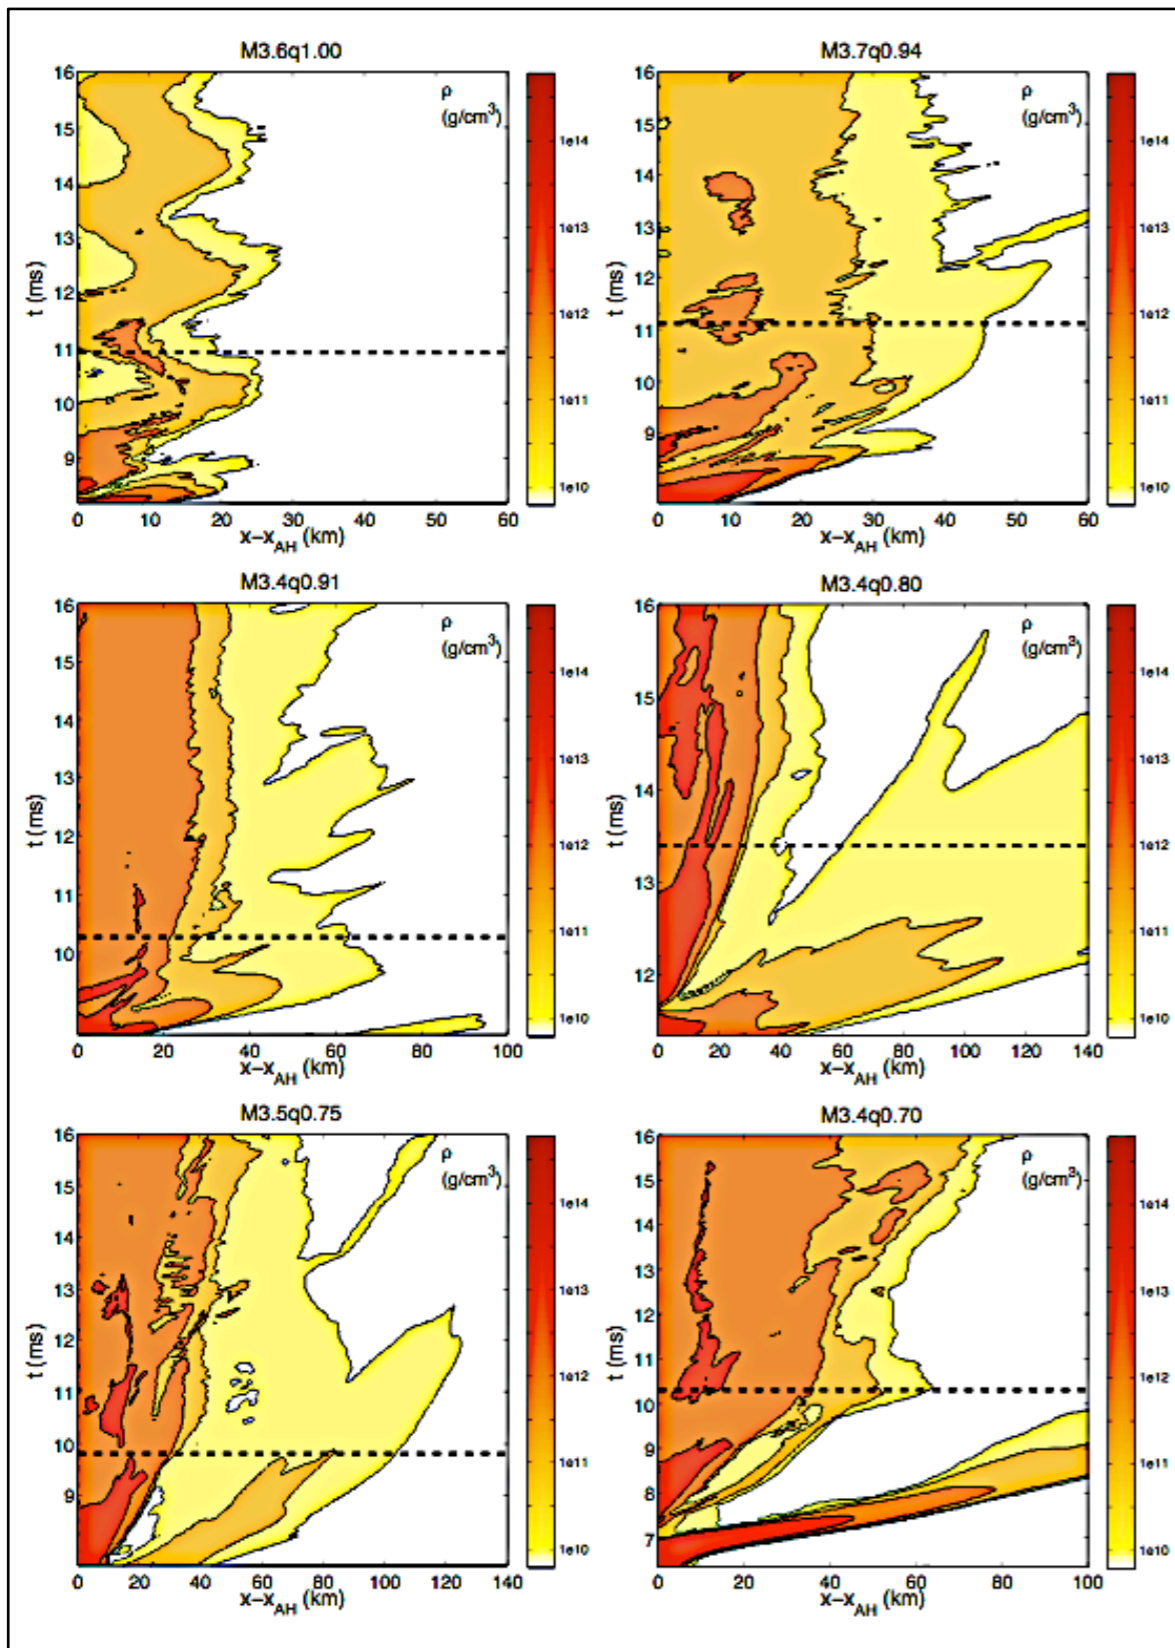 M3.6q1.00
16
15
14
13
12
11
10
9
t (ms)
0 10 20 30 40 50 60
x-x_AH (km)
ρ
(g/cm³)
1e14
1e13
1e12
1e11
1e10
M3.7q0.94
16
15
14
13
12
11
10
9
t (ms)
0 10 20 30 40 50 60
x-x_AH (km)
ρ
(g/cm³)
1e14
1e13
1e12
1e11
1e10
M3.4q0.91
16
15
14
13
12
11
10
t (ms)
0 20 40 60 80 100
x-x_AH (km)
ρ
(g/cm³)
1e14
1e13
1e12
1e11
1e10
M3.4q0.80
16
15
14
13
12
t (ms)
0 20 40 60 80 100 120 140
x-x_AH (km)
ρ
(g/cm³)
1e14
1e13
1e12
1e11
1e10
M3.5q0.75
16
15
14
13
12
11
10
9
t (ms)
0 20 40 60 80 100 120 140
x-x_AH (km)
ρ
(g/cm³)
1e14
1e13
1e12
1e11
1e10
M3.4q0.70
16
15
14
13
12
11
10
9
8
7
t (ms)
0 20 40 60 80 100
x-x_AH (km)
ρ
(g/cm³)
1e14
1e13
1e12
1e11
1e10